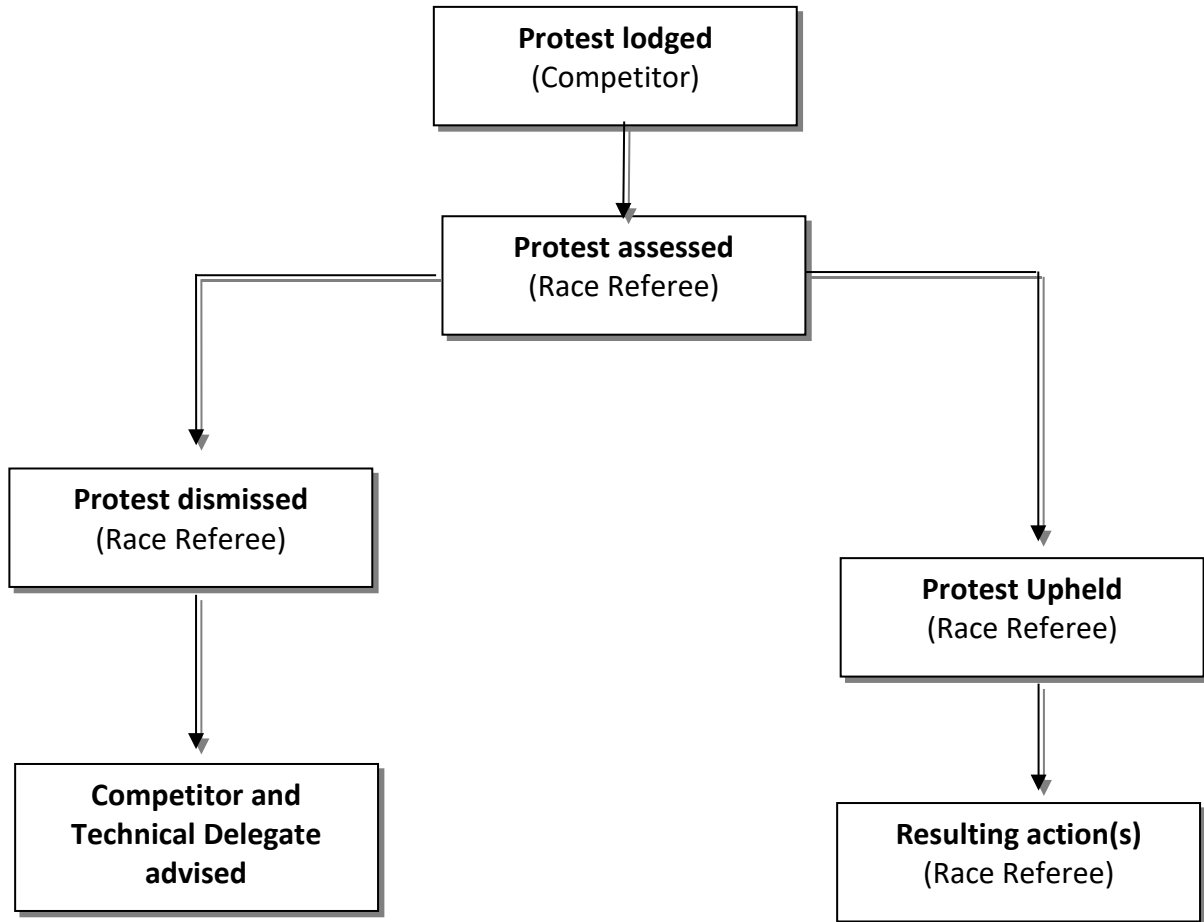 Protest lodged
(Competitor)
Protest assessed
(Race Referee)
Protest dismissed
(Race Referee)
Protest Upheld
(Race Referee)
Competitor and
Technical Delegate
advised
Resulting action(s)
(Race Referee)